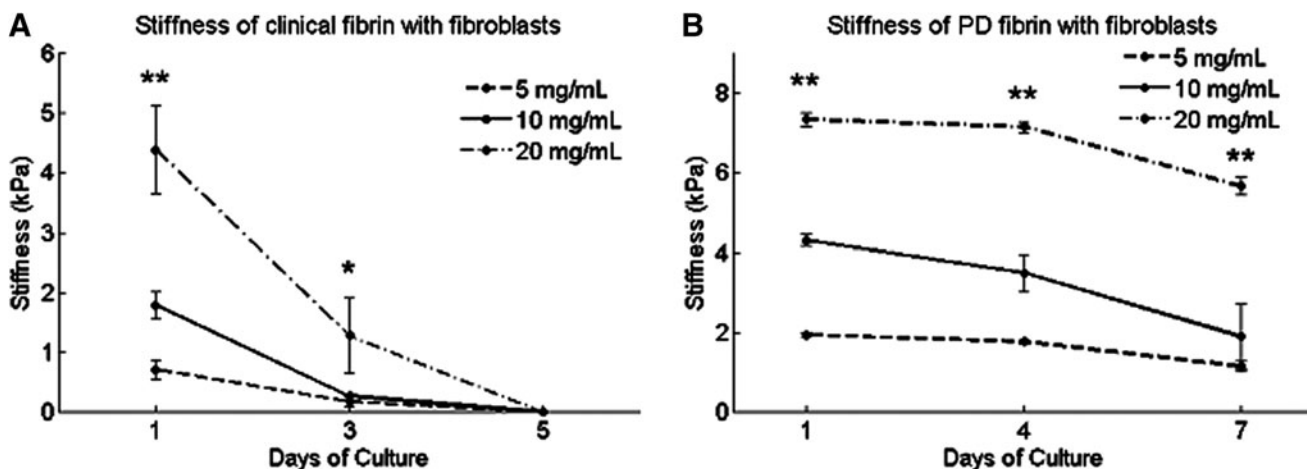 A
Stiffness of clinical fibrin with fibroblasts
6
5
4
3
2
1
0
Stiffness (kPa)
**
*
5 mg/mL
10 mg/mL
20 mg/mL
1 3 5
Days of Culture
B
Stiffness of PD fibrin with fibroblasts
8
6
4
2
0
Stiffness (kPa)
**
**
**
5 mg/mL
10 mg/mL
20 mg/mL
1 4 7
Days of Culture